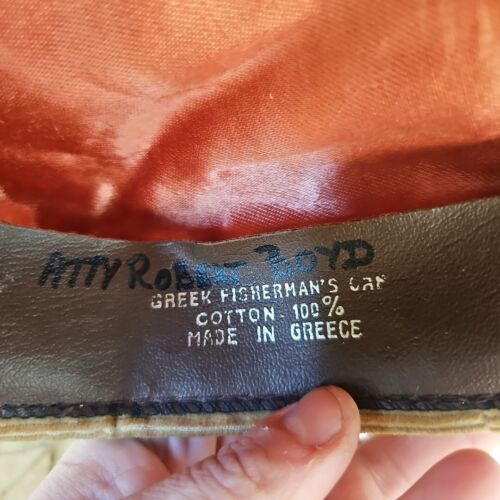 ATTY ROBERT BOYD
GREEK FISHERMAN'S CAP
COTTON - 100%
MADE IN GREECE